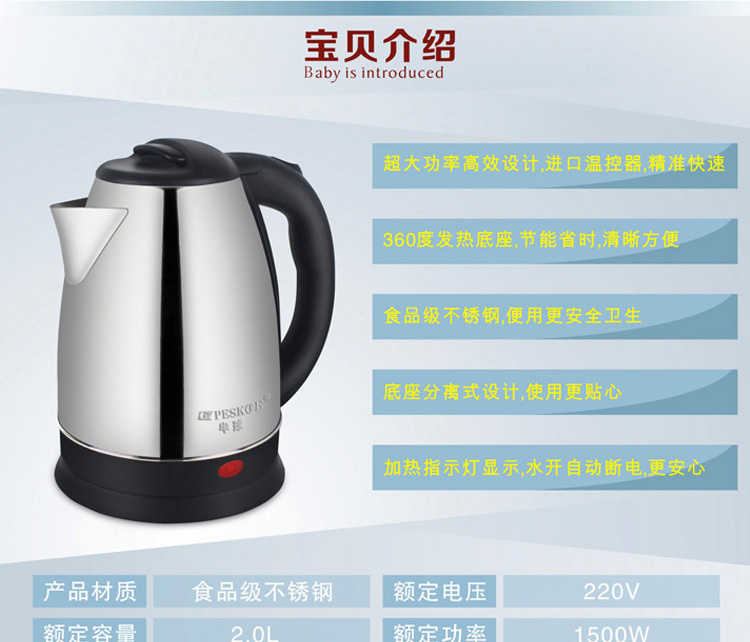 宝贝介绍
Baby is introduced
超大功率高效设计,进口温控器,精准快速
360度发热底座,节能省时,清晰方便
食品级不锈钢,便用更安全卫生
底座分离式设计,使用更贴心
加热指示灯显示,水开自动断电,更安心
PESKOE
半球
产品材质 食品级不锈钢 额定电压 220V
额定容量 2.0L 额定功率 1500W